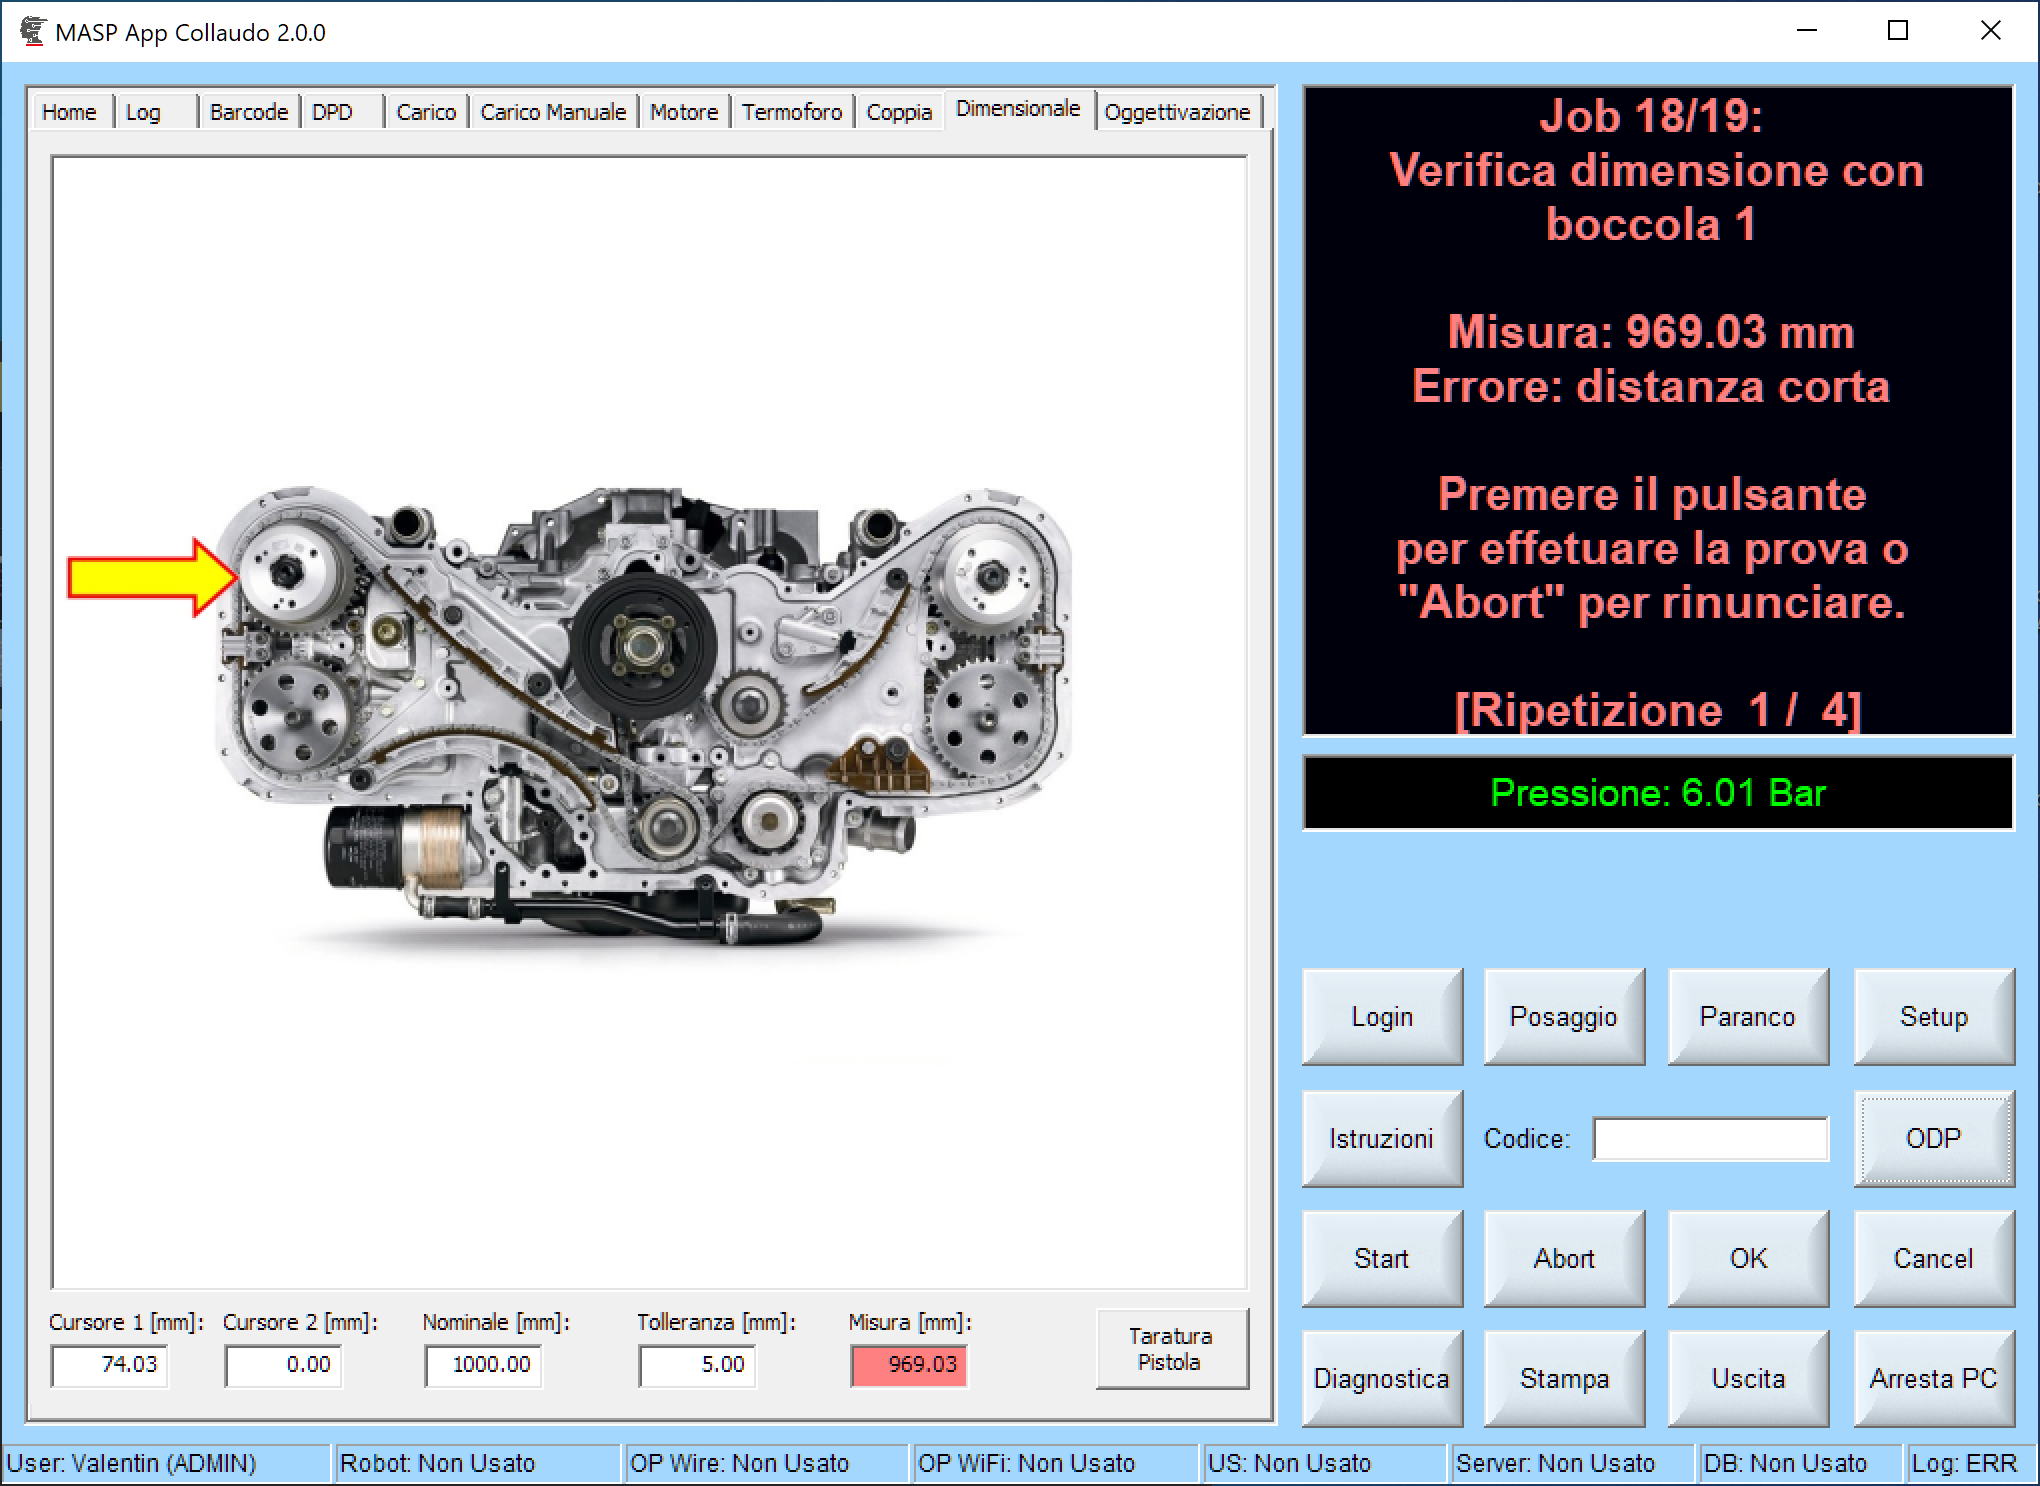 MASP App Collaudo 2.0.0
Home Log Barcode DPD Carico Carico Manuale Motore Termoforo Coppia Dimensionale Oggettivazione
Job 18/19:
Verifica dimensione con
boccola 1
Misura: 969.03 mm
Errore: distanza corta
Premere il pulsante
per effetuare la prova o
"Abort" per rinunciare.
[Ripetizione 1 / 4]
Pressione: 6.01 Bar
Login Posaggio Paranco Setup
Istruzioni Codice: ODP
Start Abort OK Cancel
Diagnostica Stampa Uscita Arresta PC
Cursore 1 [mm]: Cursore 2 [mm]: Nominale [mm]: Tolleranza [mm]: Misura [mm]:
74.03 0.00 1000.00 5.00 969.03
Taratura
Pistola
User: Valentin (ADMIN) Robot: Non Usato OP Wire: Non Usato OP WiFi: Non Usato US: Non Usato Server: Non Usato DB: Non Usato Log: ERR